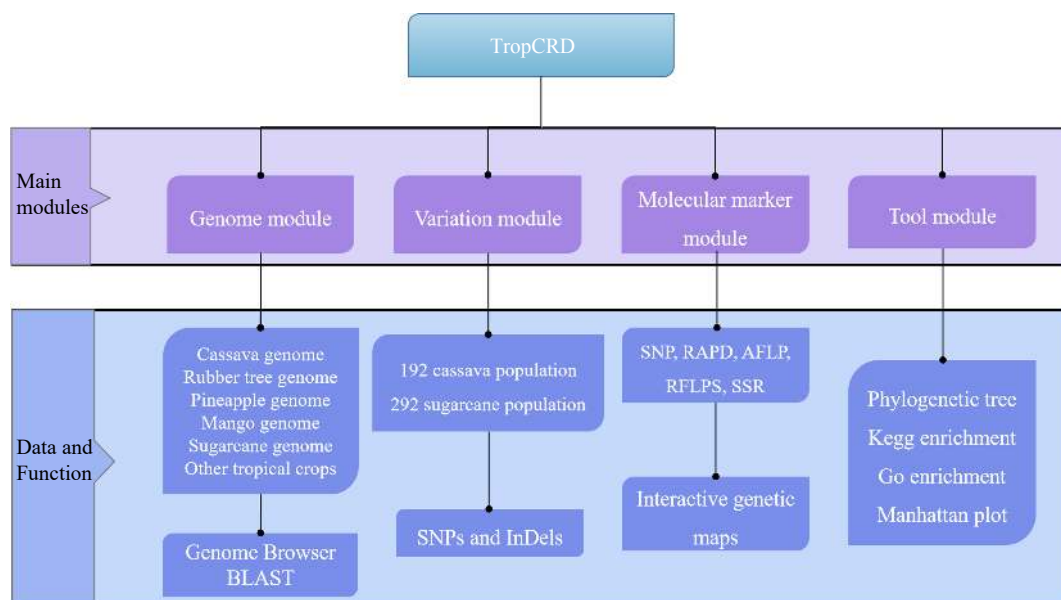 TropCRD
Main
modules
Genome module
Variation module
Molecular marker
module
Tool module
Data and
Function
Cassava genome
Rubber tree genome
Pineapple genome
Mango genome
Sugarcane genome
Other tropical crops
Genome Browser
BLAST
192 cassava population
292 sugarcane population
SNPs and InDels
SNP, RAPD, AFLP,
RFLPS, SSR
Interactive genetic
maps
Phylogenetic tree
Kegg enrichment
Go enrichment
Manhattan plot